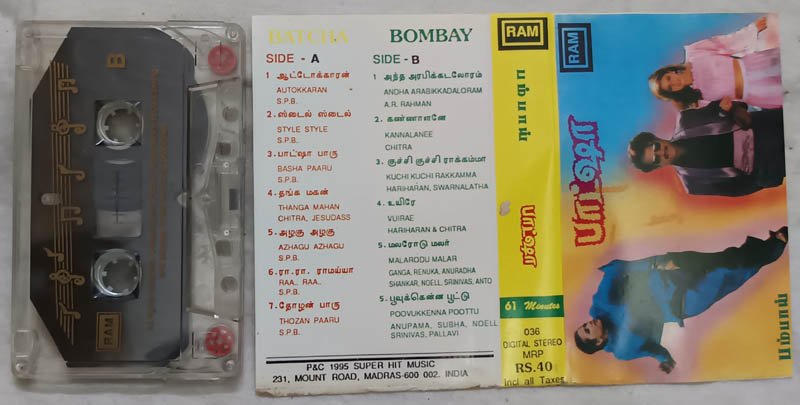 B
RAM
BATCHA
SIDE - A
1 ஆட்டோக்காரன்
AUTOKKARAN
S.P.B.
2. ஸ்டைல் ஸ்டைல்
STYLE STYLE
S.P.B.
3. பாட்ஷா பாரு
BASHA PAARU
S.P.B.
4. தங்க மகன்
THANGA MAHAN
CHITRA, JESUDASS
5. அழகு அழகு
AZHAGU AZHAGU
S.P.B.
6. ரா. ரா. ராமய்யா
RAA.. RAA..
S.P.B.
7. தோழன் பாரு
THOZAN PAARU
S.P.B.
BOMBAY
SIDE - B
1 அந்த அரபிக்கடலோரம்
ANDHA ARABIKKADALORAM
A.R. RAHMAN
2. கண்ணாளனே
KANNALANEE
CHITRA
3. குச்சி குச்சி ராக்கம்மா
KUCHI KUCHI RAKKAMMA
HARIHARAN, SWARNALATHA
4. உயிரே
VUIRAE
HARIHARAN & CHITRA
5. மலரோடு மலர்
MALARODU MALAR
GANGA, RENUKA, ANURADHA
SHANKAR, NOELL, SRINIVAS, ANTO
5. பூவுக்கென்ன பூட்டு
POOVUKKENNA POOTTU
ANUPAMA, SUBHA, NOELL
SRINIVAS, PALLAVI
P&C 1995 SUPER HIT MUSIC
231, MOUNT ROAD, MADRAS-600 002. INDIA
RAM
பம்பாய்
பாட்ஷா
61 Minutes
036
DIGITAL STEREO
MRP
RS.40
Incl all Taxes
RAM
பாட்ஷா
பம்பாய்